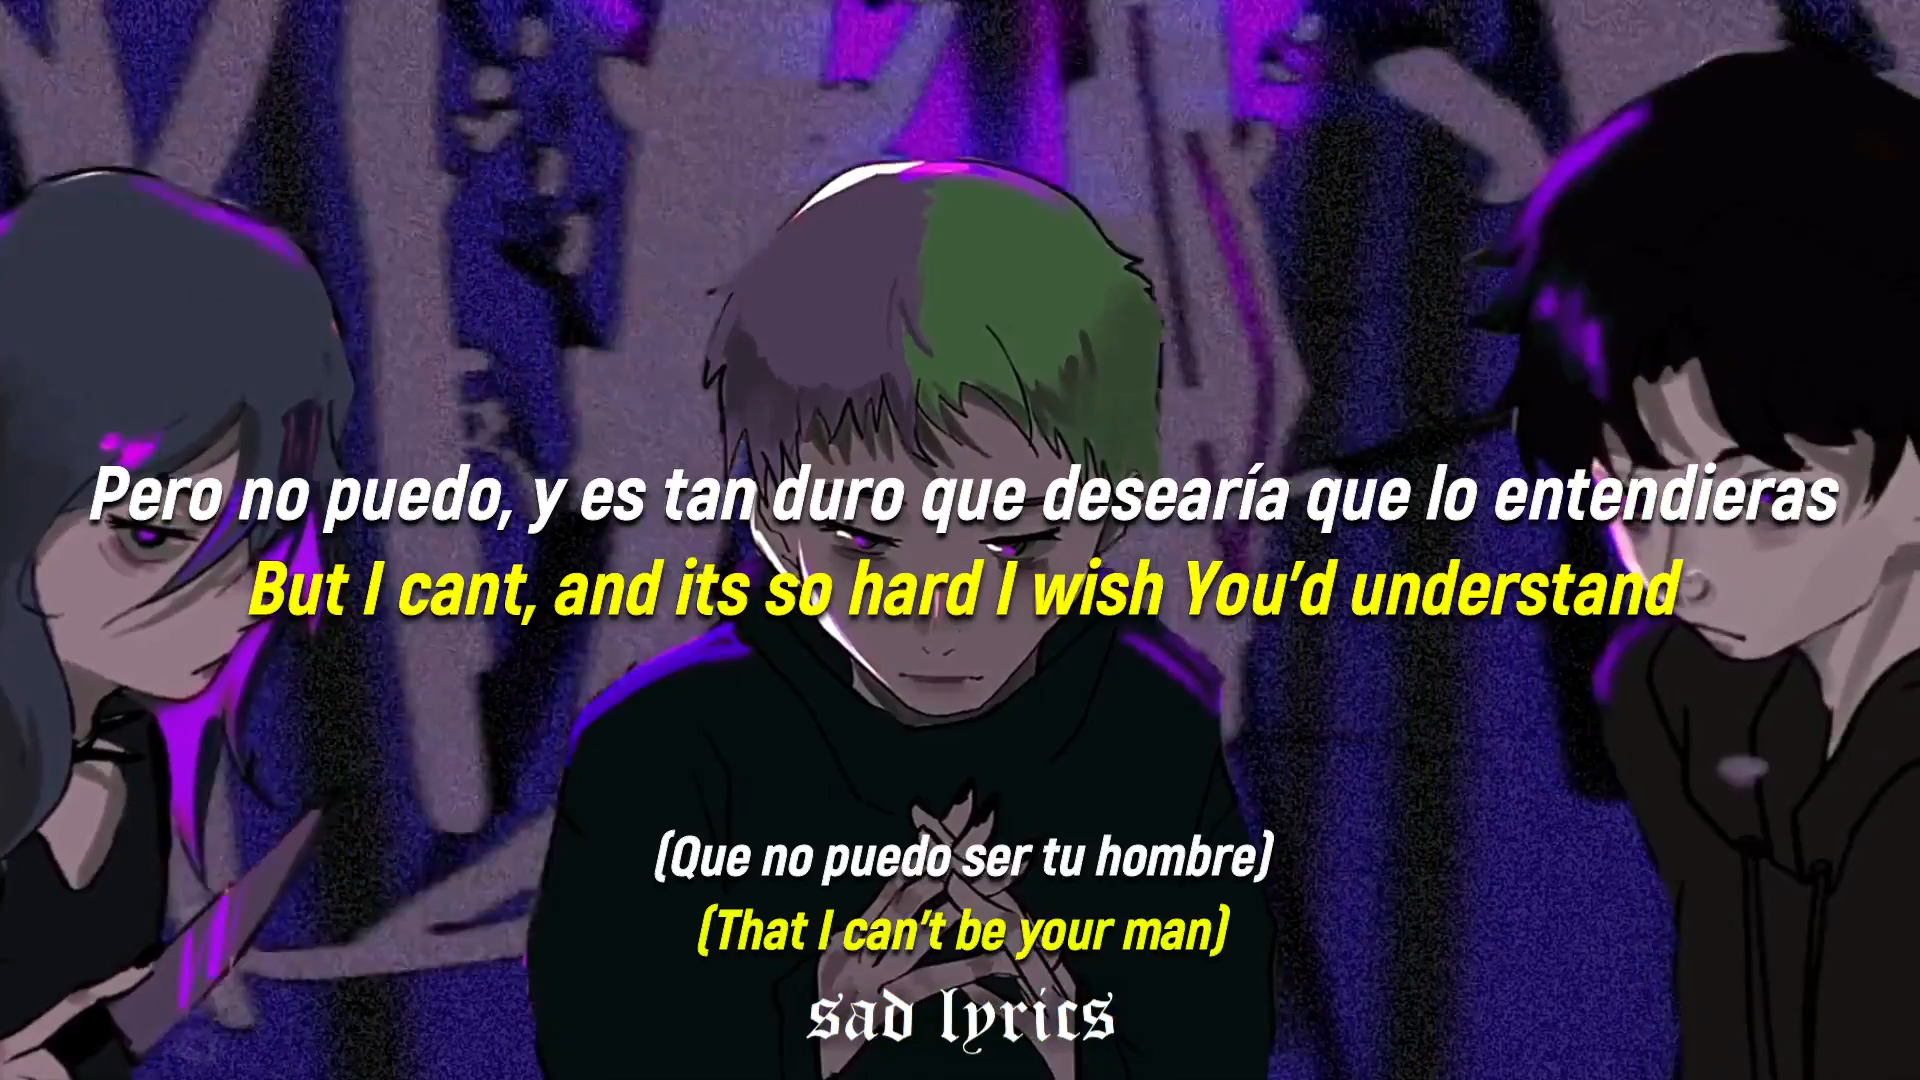 Pero no puedo, y es tan duro que desearía que lo entendieras
But I cant, and its so hard I wish You'd understand
(Que no puedo ser tu hombre)
(That I can't be your man)
sad lyrics